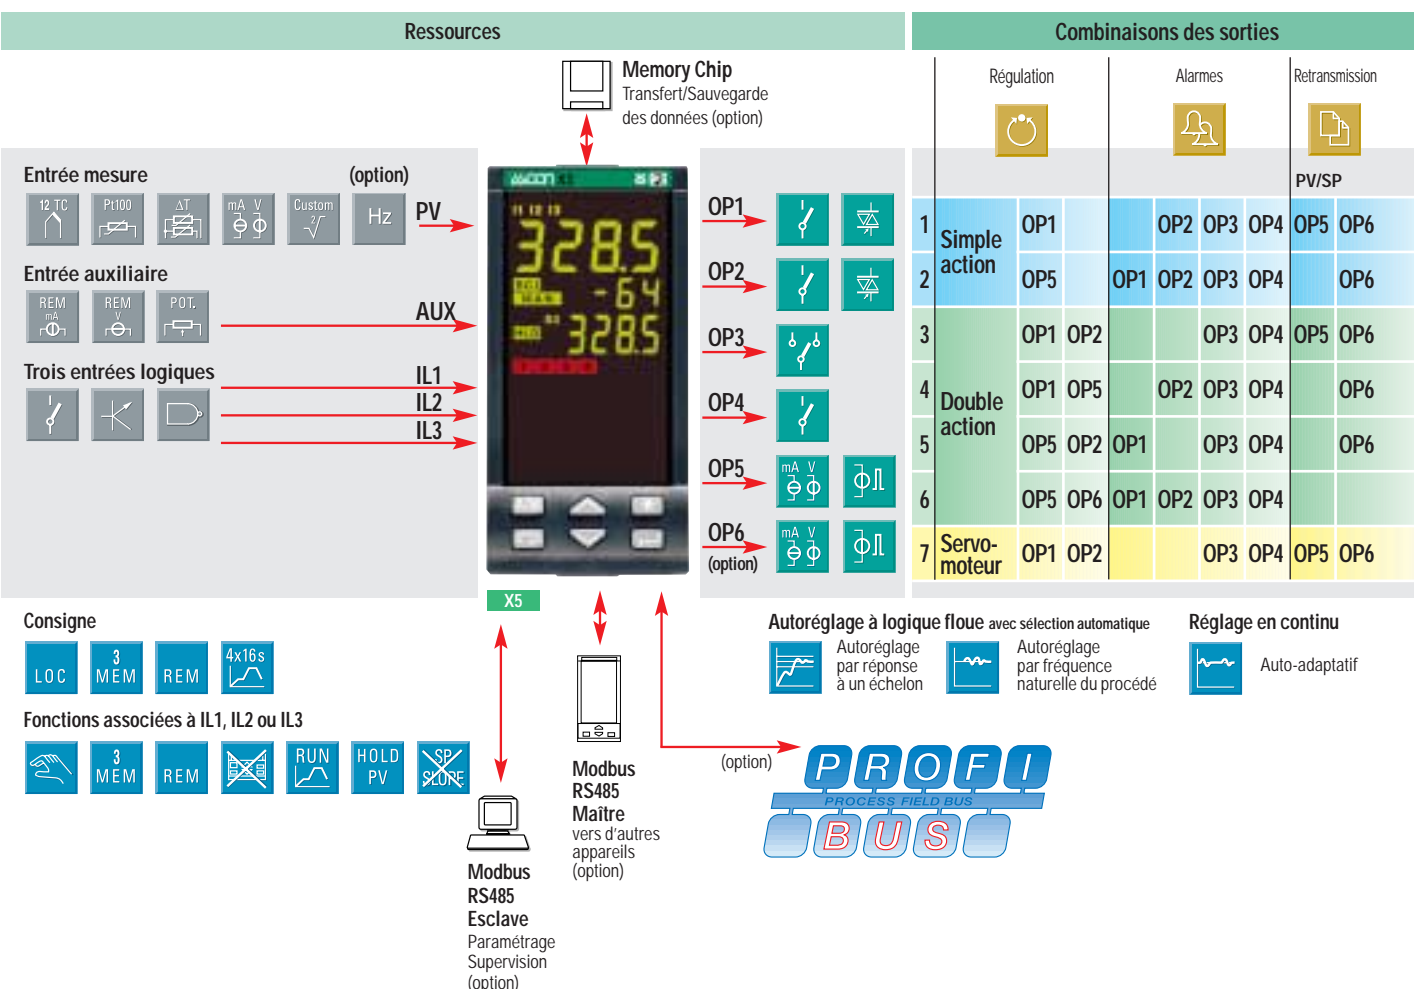 Ressources
Combinaisons des sorties
Memory Chip
Transfert/Sauvegarde
des données (option)
Régulation
Alarmes
Retransmission
PV/SP
Entrée mesure
(option)
12 TC
Pt100
ΔT
mA V
Custom
Hz
PV
Entrée auxiliaire
REM
mA
REM
V
POT.
AUX
Trois entrées logiques
IL1
IL2
IL3
11 12 13
328.5
-64
328.5
OP1
OP2
OP3
OP4
OP5
mA V
OP6
(option)
mA V
1 Simple action OP1 OP2 OP3 OP4 OP5 OP6
2 OP5 OP1 OP2 OP3 OP4 OP6
3 Double action OP1 OP2 OP3 OP4 OP5 OP6
4 OP1 OP5 OP2 OP3 OP4 OP6
5 OP5 OP2 OP1 OP3 OP4 OP6
6 OP5 OP6 OP1 OP2 OP3 OP4
7 Servo-moteur OP1 OP2 OP3 OP4 OP5 OP6
X5
Consigne
LOC
3
MEM
REM
4x16s
Fonctions associées à IL1, IL2 ou IL3
3
MEM
REM
RUN
HOLD
PV
SP
SLOPE
Modbus
RS485
Esclave
Paramétrage
Supervision
(option)
Modbus
RS485
Maître
vers d'autres
appareils
(option)
Autoréglage à logique floue avec sélection automatique
Autoréglage
par réponse
à un échelon
Autoréglage
par fréquence
naturelle du procédé
Réglage en continu
Auto-adaptatif
(option)
PROFI
PROCESS FIELD BUS
BUS